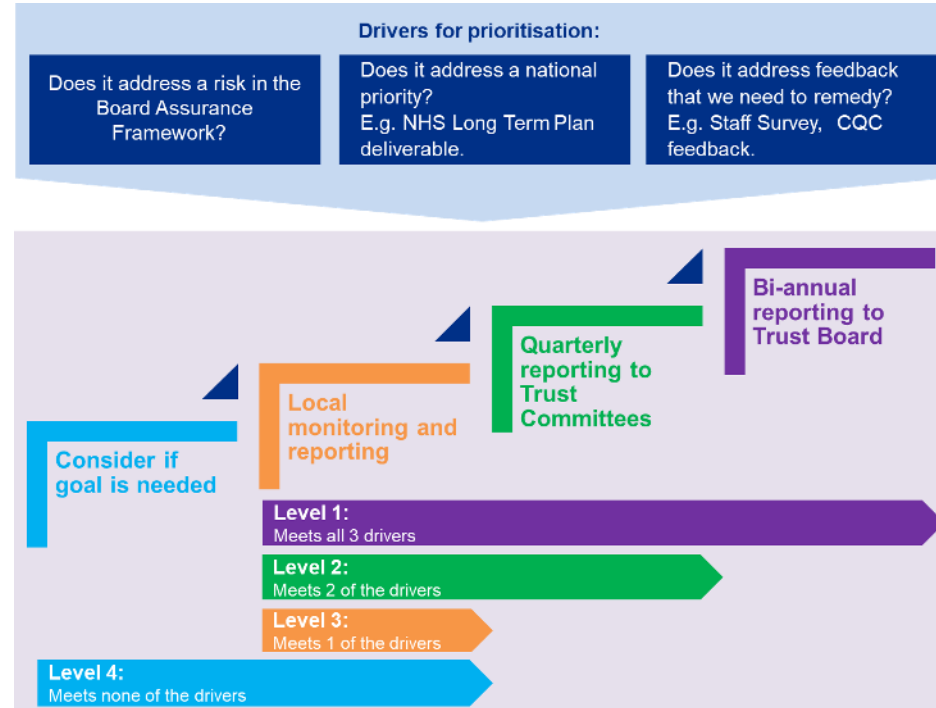 Drivers for prioritisation:
Does it address a risk in the
Board Assurance
Framework?
Does it address a national
priority?
E.g. NHS Long Term Plan
deliverable.
Does it address feedback
that we need to remedy?
E.g. Staff Survey, CQC
feedback.
Bi-annual
reporting to
Trust Board
Quarterly
reporting to
Trust
Committees
Local
monitoring and
reporting
Consider if
goal is needed
Level 1:
Meets all 3 drivers
Level 2:
Meets 2 of the drivers
Level 3:
Meets 1 of the drivers
Level 4:
Meets none of the drivers